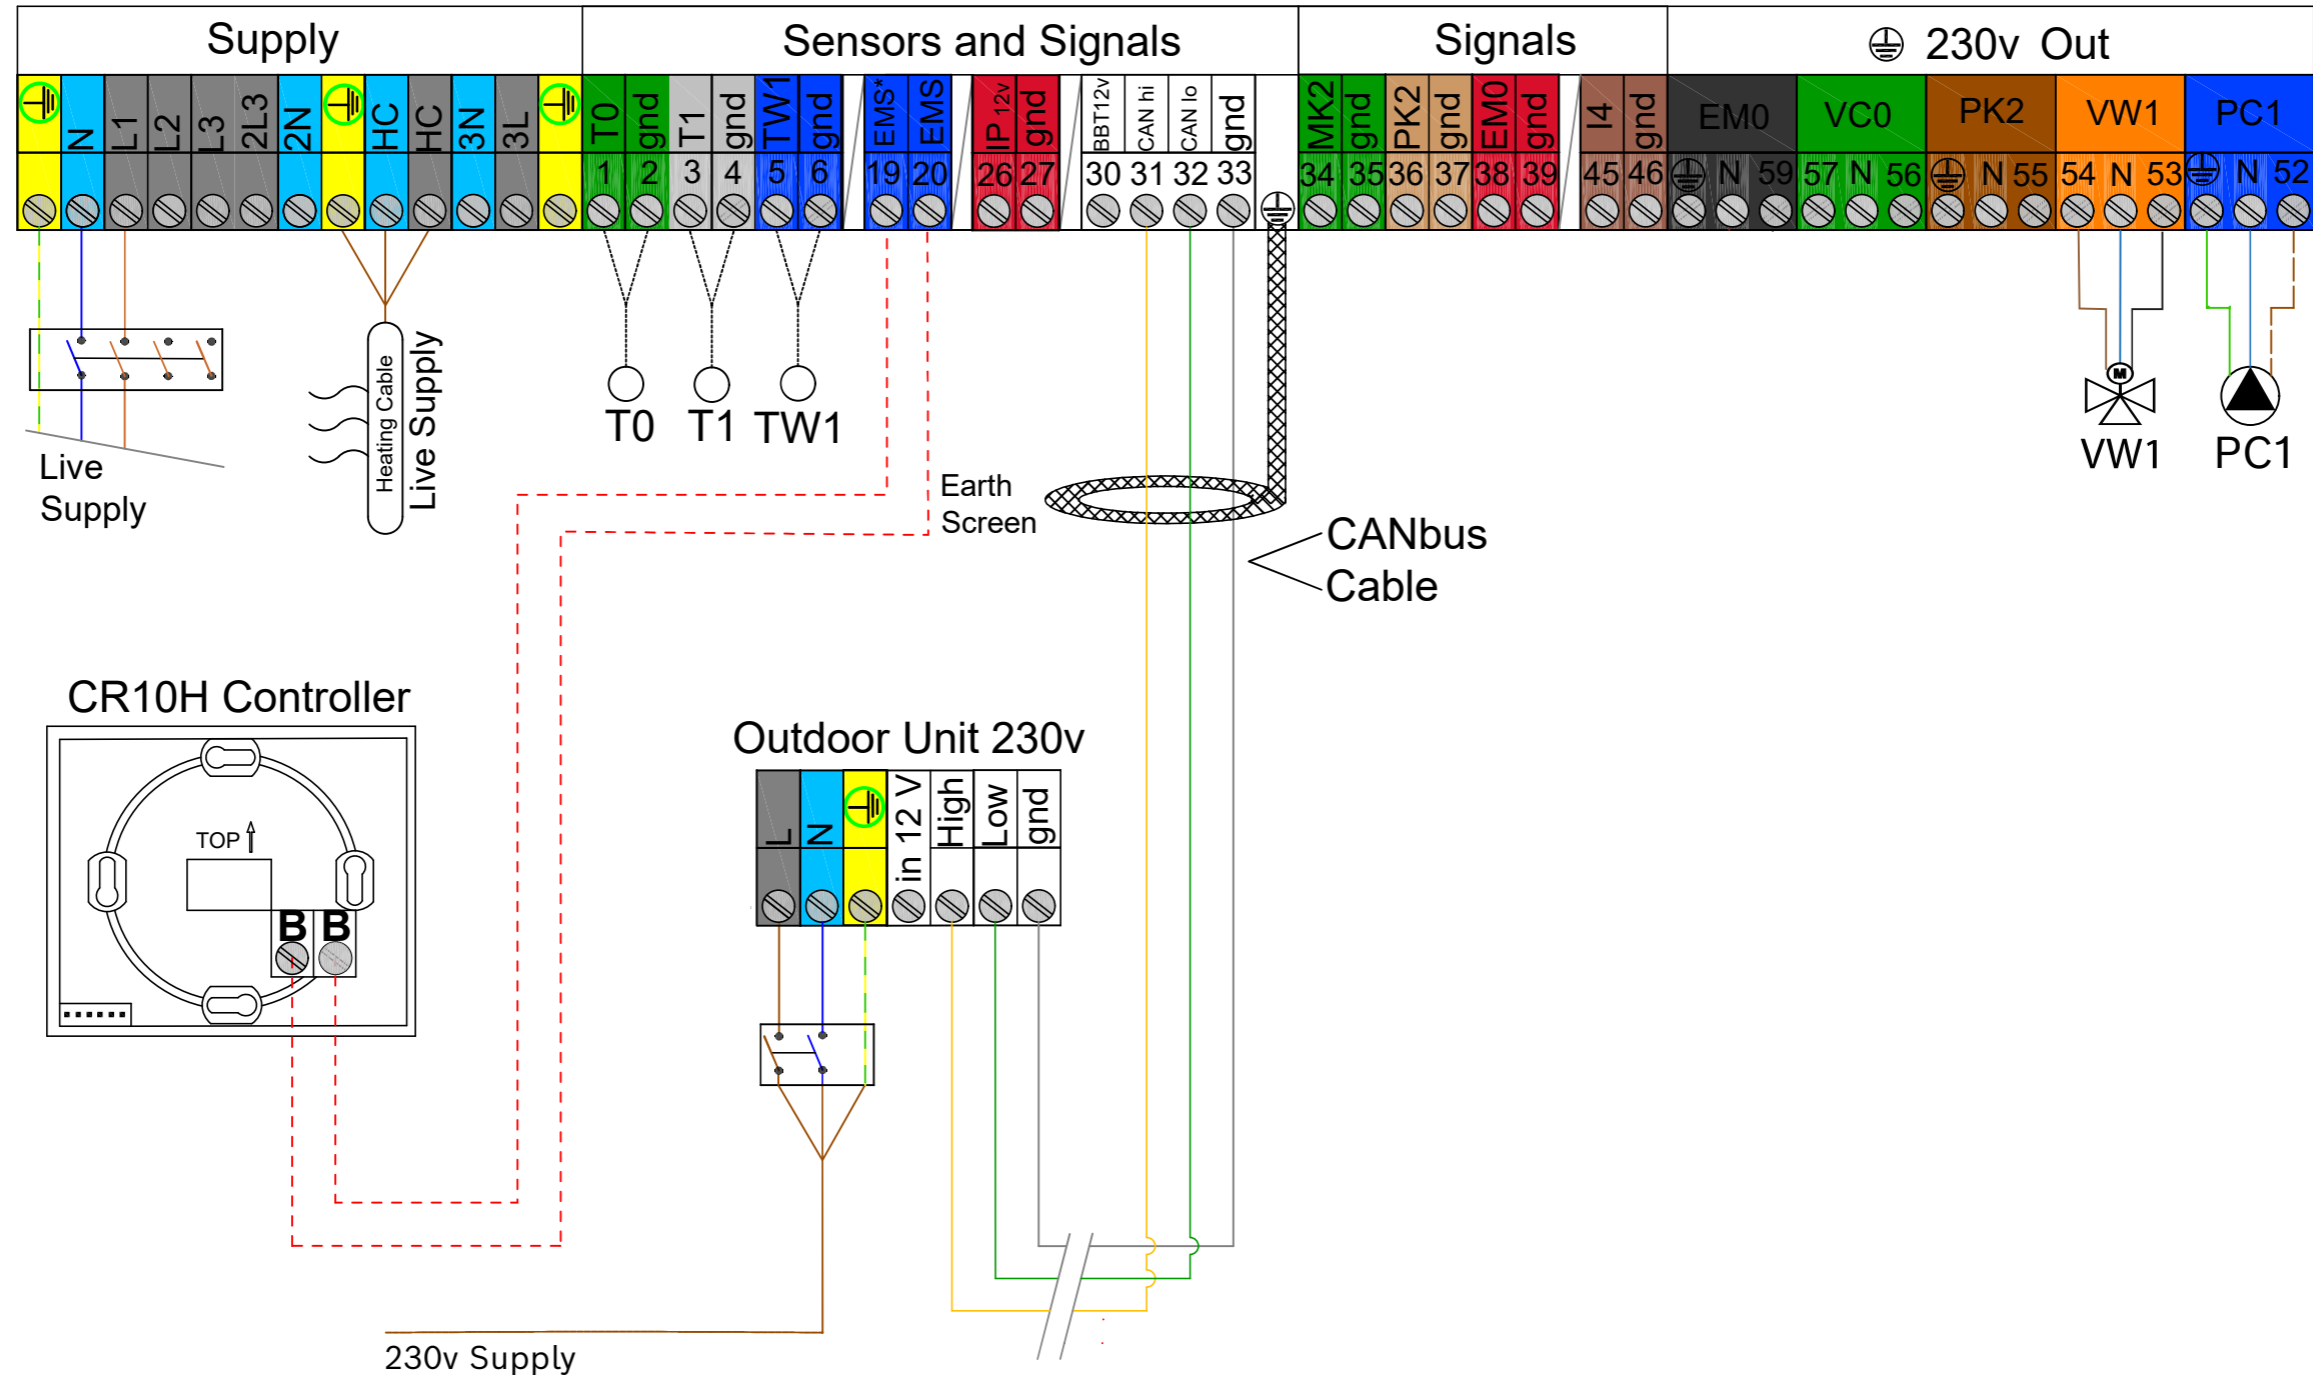 Supply
Sensors and Signals
Signals
230v Out
N L1 L2 L3 2L3 2N HC HC 3N 3L T0 gnd T1 gnd TW1 gnd EMS* EMS IP 12v gnd BBT12v CAN hi CAN lo gnd MK2 gnd PK2 gnd EM0 gnd I4 gnd EM0 VC0 PK2 VW1 PC1
1 2 3 4 5 6 19 20 26 27 30 31 32 33 34 35 36 37 38 39 45 46 N 59 57 N 56 N 55 54 N 53 N 52
Heating Cable
Live Supply
T0 T1 TW1
M
VW1 PC1
Live
Supply
Earth
Screen
CANbus
Cable
CR10H Controller
TOP
B B
Outdoor Unit 230v
L N in 12 V High Low gnd
230v Supply